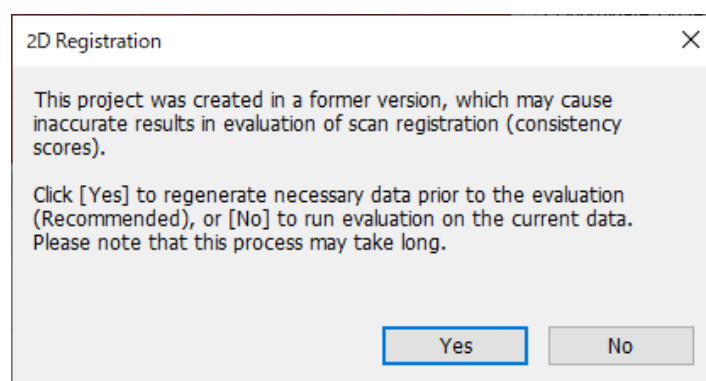 2D Registration
This project was created in a former version, which may cause
inaccurate results in evaluation of scan registration (consistency
scores).
Click [Yes] to regenerate necessary data prior to the evaluation
(Recommended), or [No] to run evaluation on the current data.
Please note that this process may take long.
Yes
No